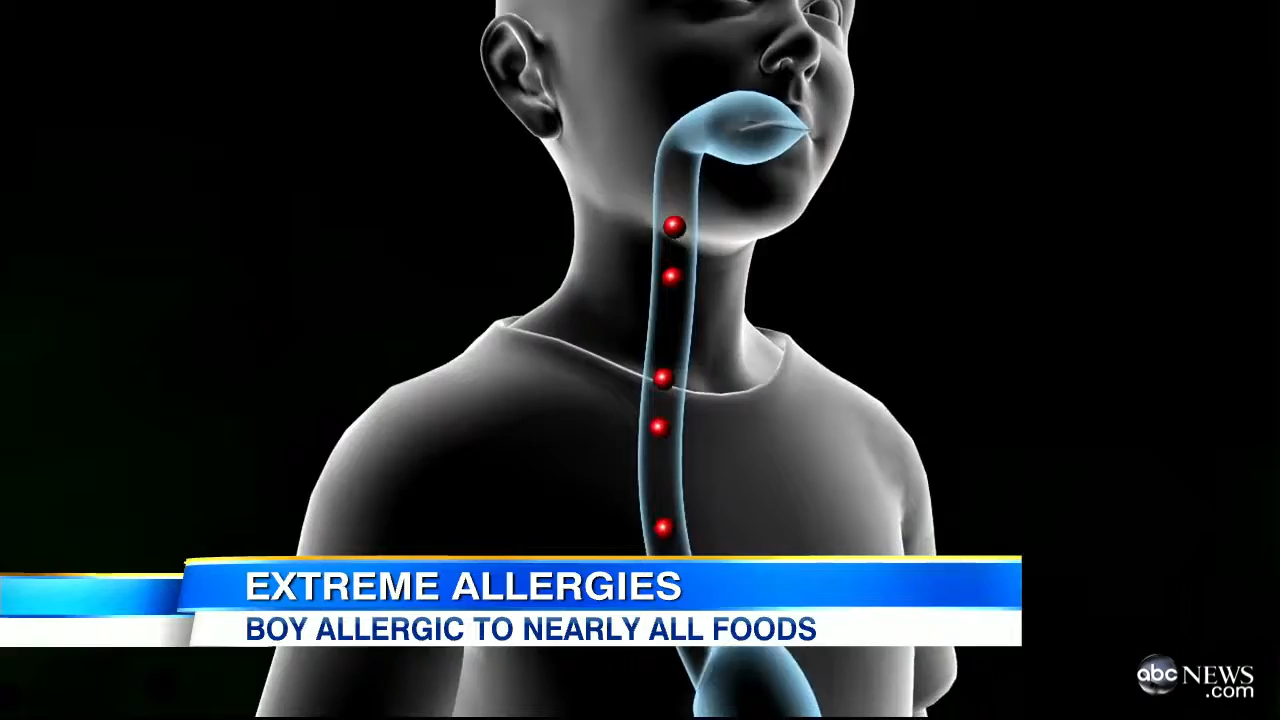 EXTREME ALLERGIES
BOY ALLERGIC TO NEARLY ALL FOODS
abc NEWS
.com